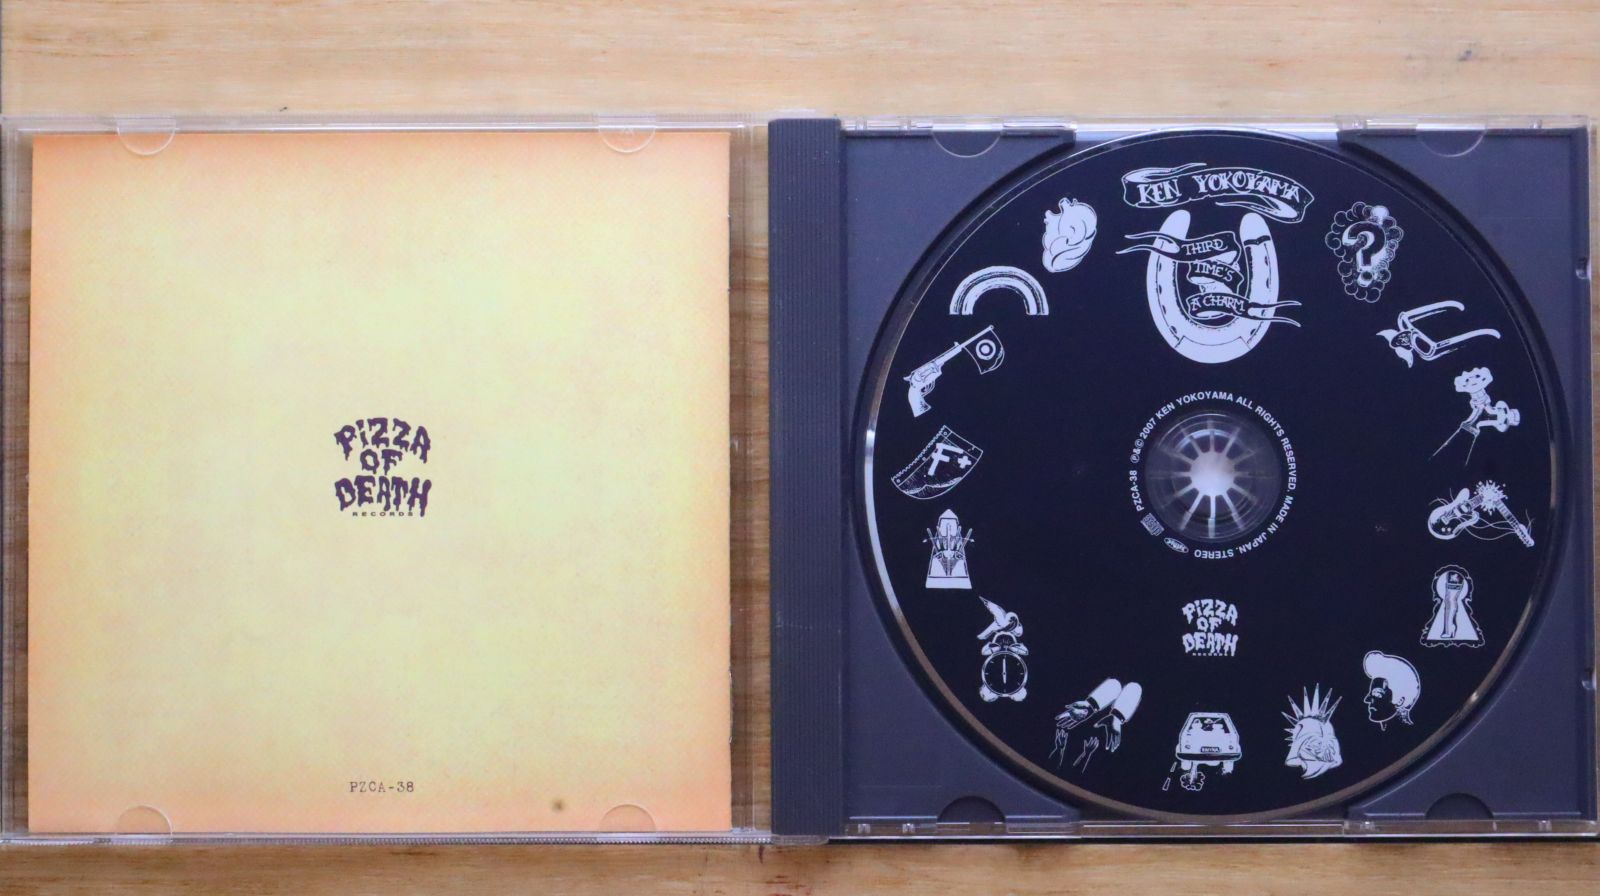 PIZZA
OF
DEATH
RECORDS
PZCA-38
KEN YOKOYAMA
THIRD
TIME'S
A CHARM
?
F+
PZCA-38 ℗&© 2007 KEN YOKOYAMA ALL RIGHTS RESERVED. MADE IN JAPAN. STEREO
PIZZA
OF
DEATH
RECORDS